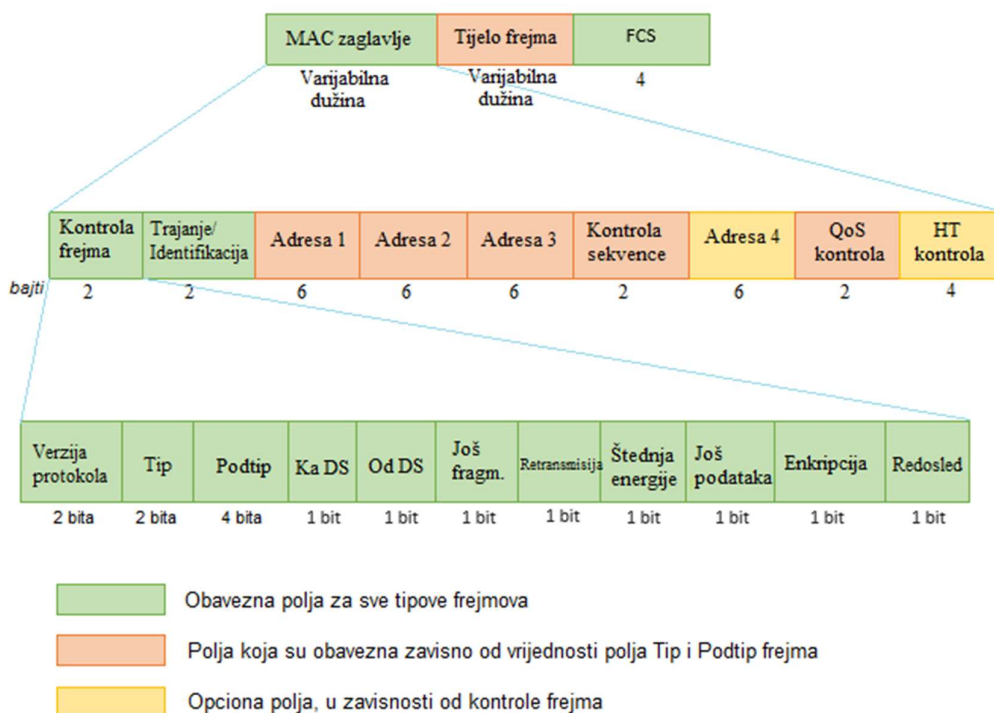 MAC zaglavlje Tijelo frejma FCS
Varijabilna Varijabilna 4
dužina dužina
Kontrola Trajanje/ Adresa 1 Adresa 2 Adresa 3 Kontrola Adresa 4 QoS HT
frejma Identifikacija sekvence kontrola kontrola
bajti 2 2 6 6 6 2 6 2 4
Verzija Tip Podtip Ka DS Od DS Još Retransmisija Štednja Još Enkripcija Redosled
protokola fragm. energije podataka
2 bita 2 bita 4 bita 1 bit 1 bit 1 bit 1 bit 1 bit 1 bit 1 bit 1 bit
Obavezna polja za sve tipove frejmova
Polja koja su obavezna zavisno od vrijednosti polja Tip i Podtip frejma
Opciona polja, u zavisnosti od kontrole frejma